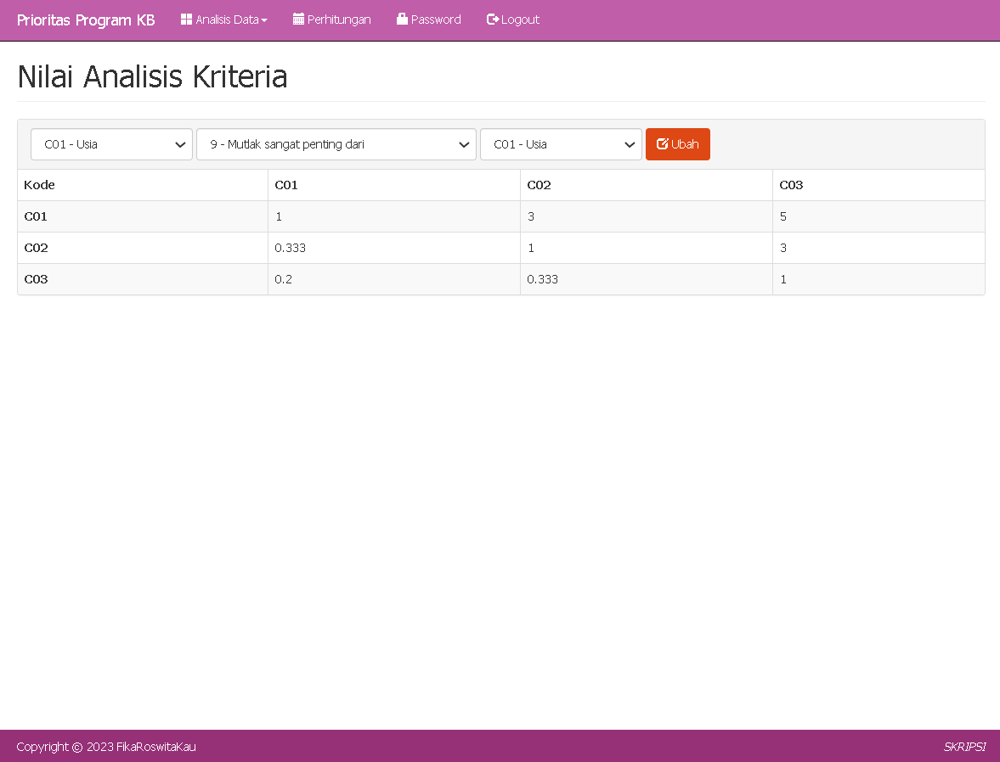 Prioritas Program KB Analisis Data Perhitungan Password Logout
Nilai Analisis Kriteria
C01 - Usia 9 - Mutlak sangat penting dari C01 - Usia Ubah
Kode C01 C02 C03
C01 1 3 5
C02 0.333 1 3
C03 0.2 0.333 1
Copyright © 2023 FikaRoswitaKau SKRIPSI